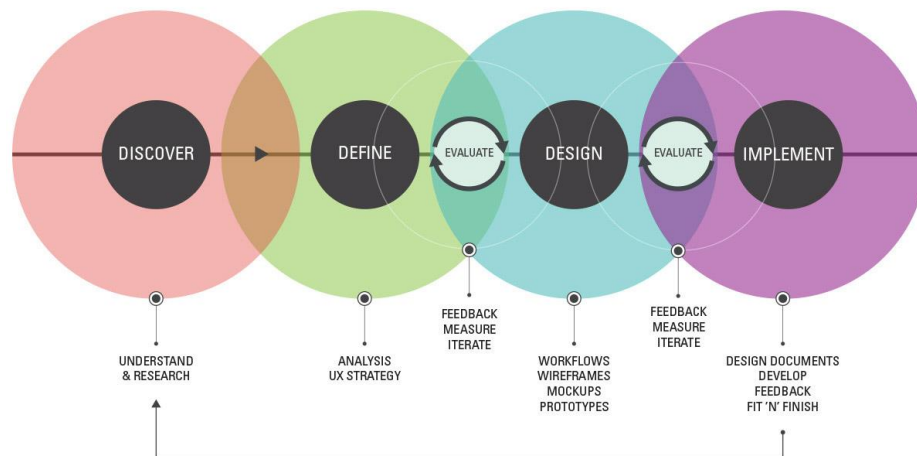 DISCOVER
DEFINE
EVALUATE
DESIGN
EVALUATE
IMPLEMENT
UNDERSTAND
& RESEARCH
ANALYSIS
UX STRATEGY
FEEDBACK
MEASURE
ITERATE
WORKFLOWS
WIREFRAMES
MOCKUPS
PROTOTYPES
FEEDBACK
MEASURE
ITERATE
DESIGN DOCUMENTS
DEVELOP
FEEDBACK
FIT 'N' FINISH